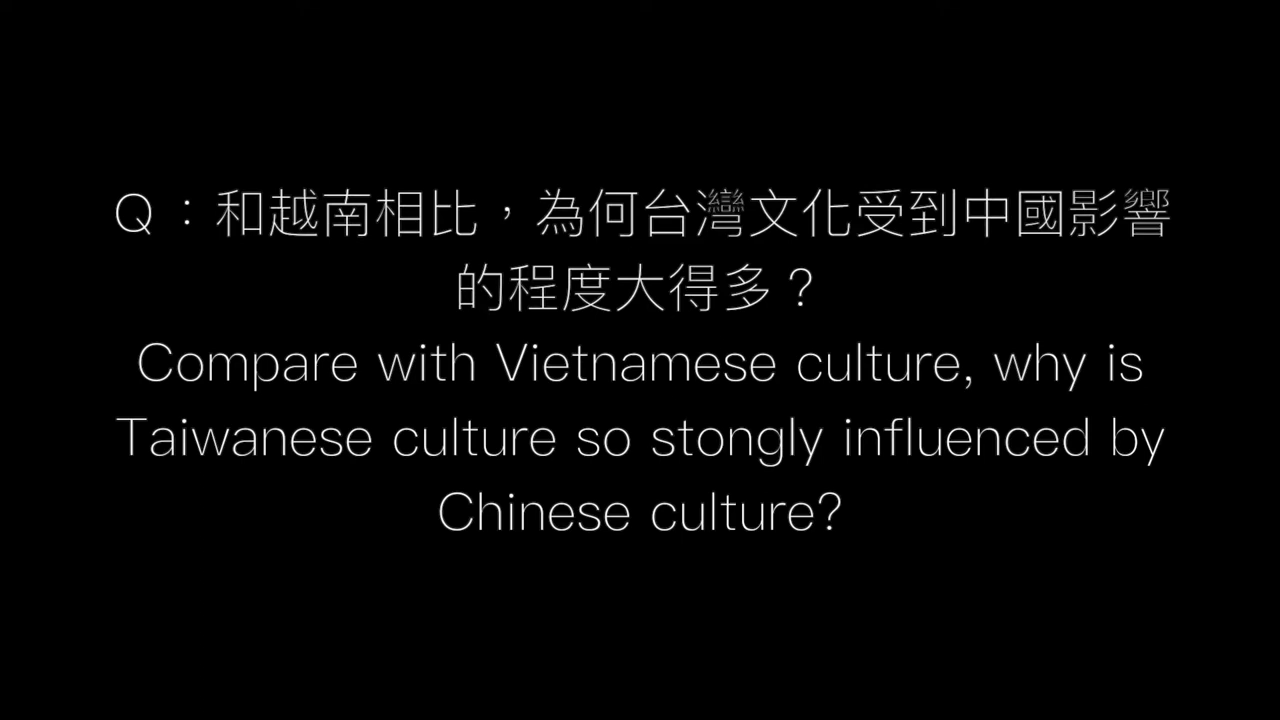 Q：和越南相比，為何台灣文化受到中國影響
的程度大得多？
Compare with Vietnamese culture, why is
Taiwanese culture so stongly influenced by
Chinese culture?